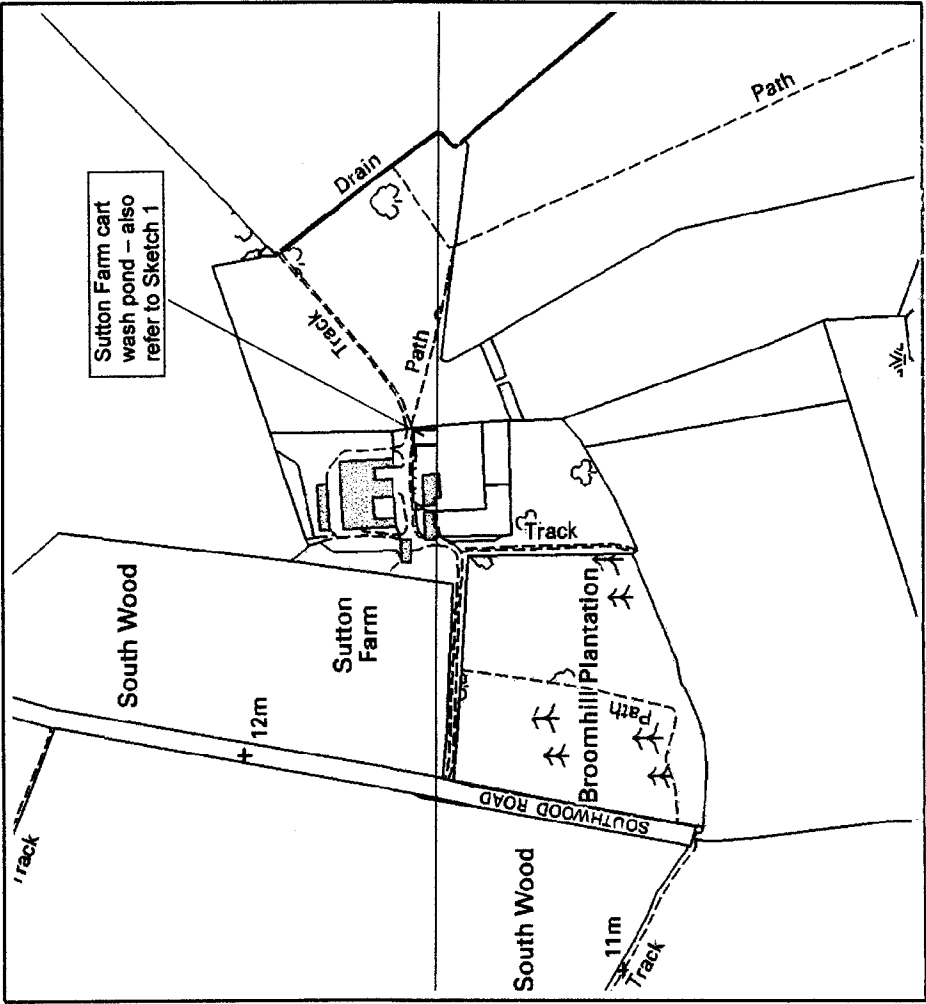 Path
Drain
Sutton Farm cart
wash pond – also
refer to Sketch 1
Track
Path
Track
South Wood
Sutton
Farm
12m
Broomhill Plantation
Path
SOUTHWOOD ROAD
Track
South Wood
11m
Track